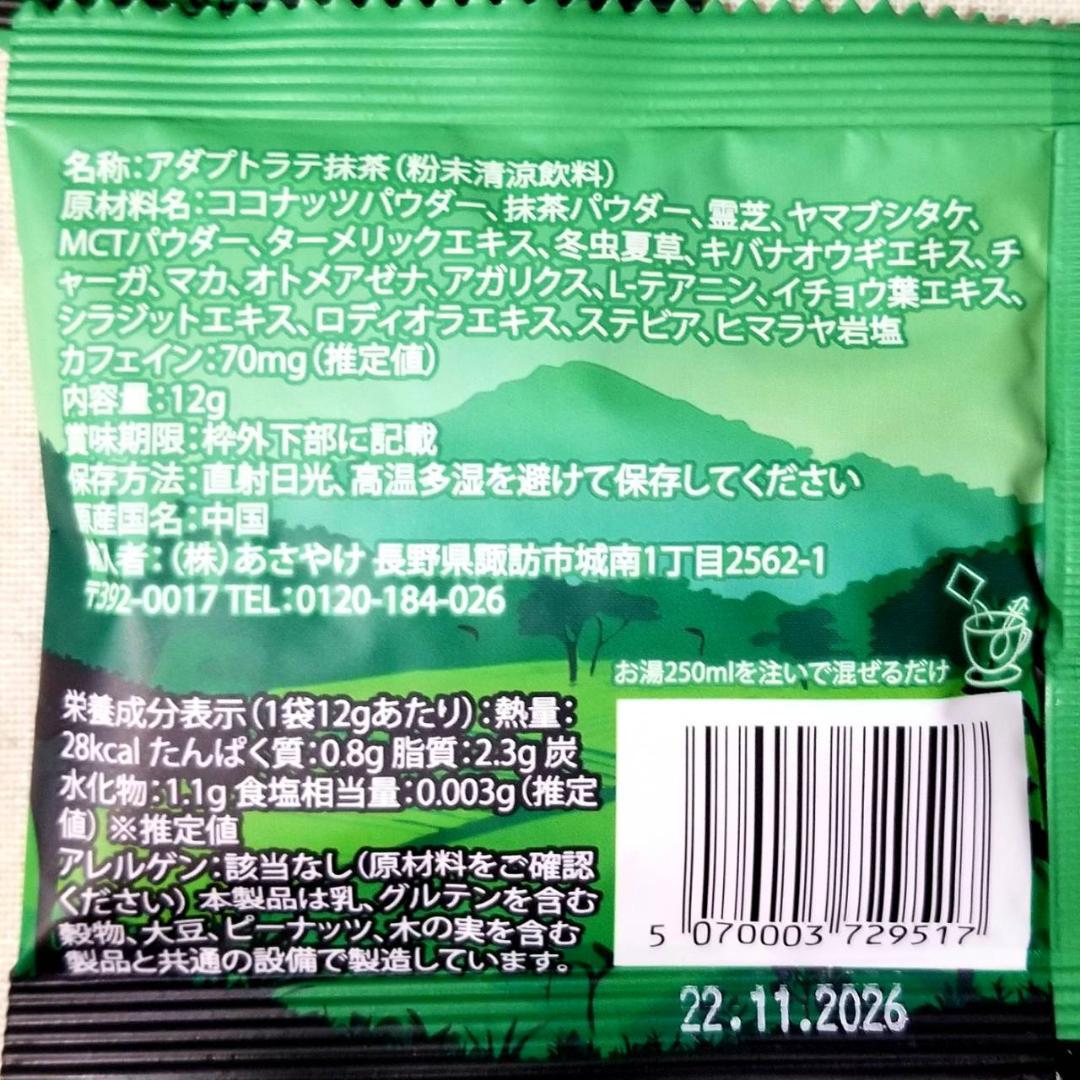 名称：アダプトラテ抹茶（粉末清涼飲料）
原材料名：ココナッツパウダー、抹茶パウダー、霊芝、ヤマブシタケ、
MCTパウダー、ターメリックエキス、冬虫夏草、キバナオウギエキス、チ
ャーガ、マカ、オトメアゼナ、アガリクス、L-テアニン、イチョウ葉エキス、
シラジットエキス、ロディオラエキス、ステビア、ヒマラヤ岩塩
カフェイン：70mg（推定値）
内容量：12g
賞味期限：枠外下部に記載
保存方法：直射日光、高温多湿を避けて保存してください
原産国名：中国
入者：（株）あさやけ 長野県諏訪市城南1丁目2562-1
〒392-0017 TEL：0120-184-026
お湯250mlを注いで混ぜるだけ
栄養成分表示（1袋12gあたり）：熱量：
28kcal たんぱく質：0.8g 脂質：2.3g 炭
水化物：1.1g 食塩相当量：0.003g（推定
値）※推定値
アレルゲン：該当なし（原材料をご確認
ください）本製品は乳、グルテンを含む
穀物、大豆、ピーナッツ、木の実を含む
製品と共通の設備で製造しています。
5 070003 729517
22.11.2026